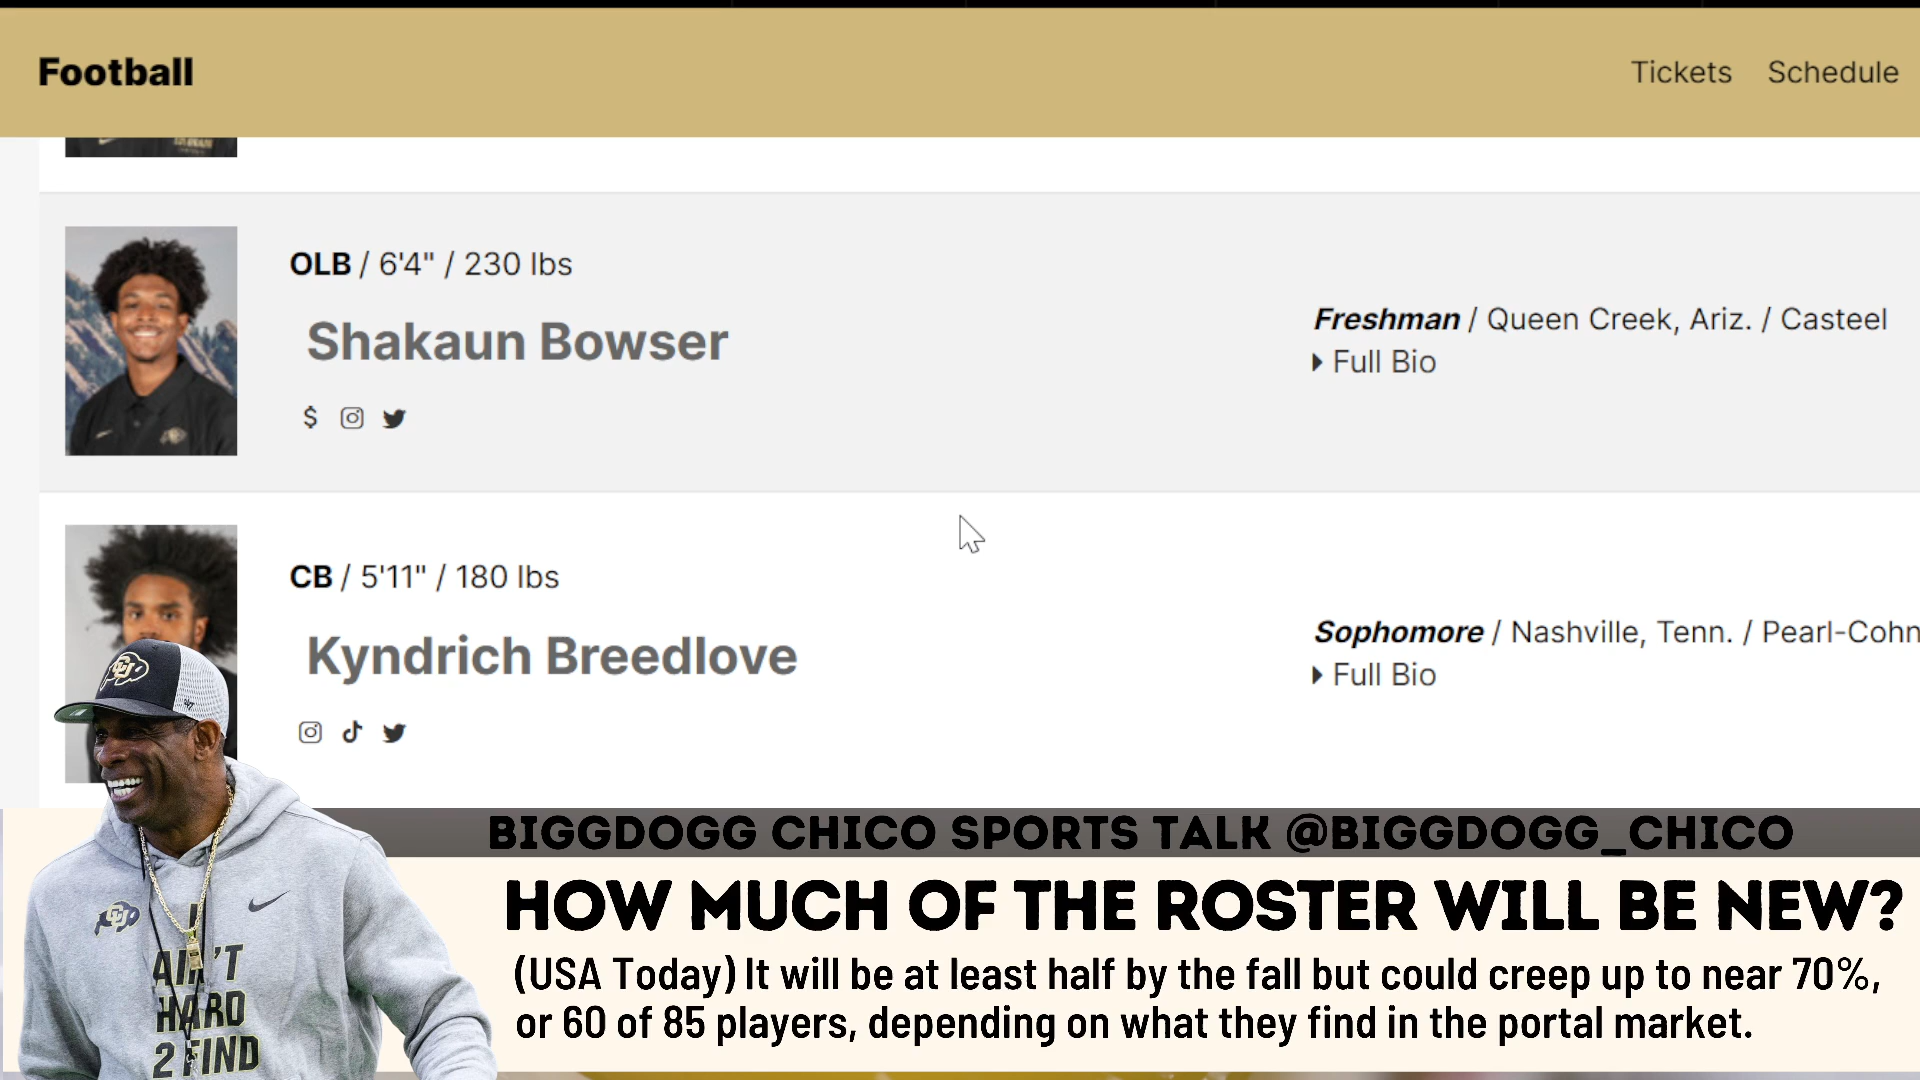 Football
Tickets Schedule
OLB / 6'4" / 230 lbs
Shakaun Bowser
$
Freshman / Queen Creek, Ariz. / Casteel
Full Bio
CB / 5'11" / 180 lbs
Kyndrich Breedlove
Sophomore / Nashville, Tenn. / Pearl-Cohn
Full Bio
CU
'47
BIGGDOGG CHICO SPORTS TALK @BIGGDOGG_CHICO
HOW MUCH OF THE ROSTER WILL BE NEW?
(USA Today) It will be at least half by the fall but could creep up to near 70%,
or 60 of 85 players, depending on what they find in the portal market.
CU
I
AIN'T
HARD
2 FIND